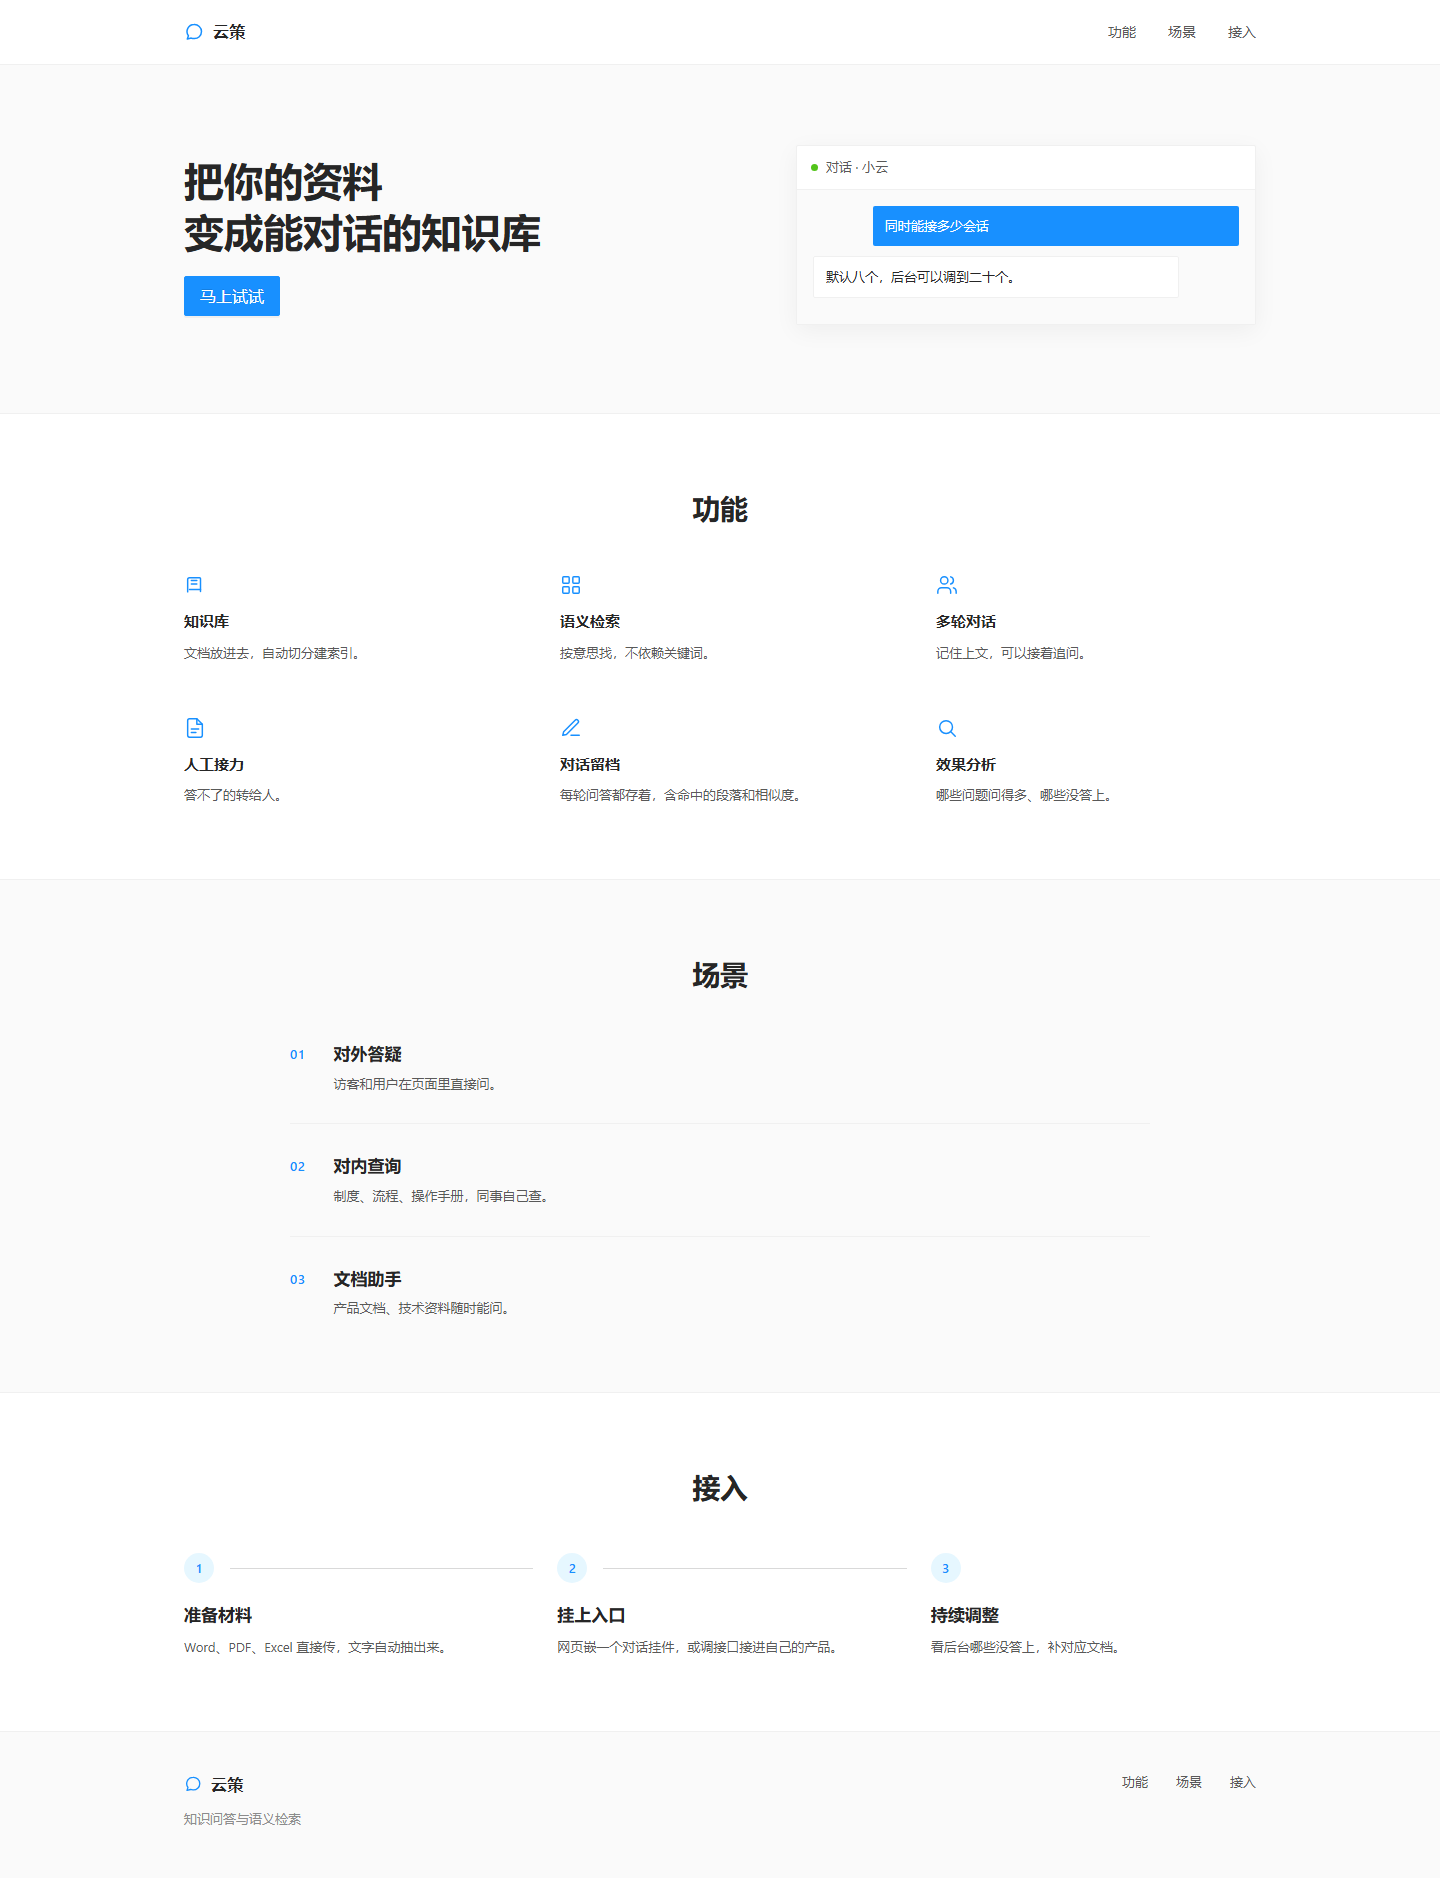 云策
功能
场景
接入
把你的资料
变成能对话的知识库
马上试试
对话 · 小云
同时能接多少会话
默认八个，后台可以调到二十个。
功能
知识库
文档放进去，自动切分建索引。
语义检索
按意思找，不依赖关键词。
多轮对话
记住上文，可以接着追问。
人工接力
答不了的转给人。
对话留档
每轮问答都存着，含命中的段落和相似度。
效果分析
哪些问题问得多、哪些没答上。
场景
01
对外答疑
访客和用户在页面里直接问。
02
对内查询
制度、流程、操作手册，同事自己查。
03
文档助手
产品文档、技术资料随时能问。
接入
1
准备材料
Word、PDF、Excel 直接传，文字自动抽出来。
2
挂上入口
网页嵌一个对话挂件，或调接口接进自己的产品。
3
持续调整
看后台哪些没答上，补对应文档。
云策
知识问答与语义检索
功能
场景
接入